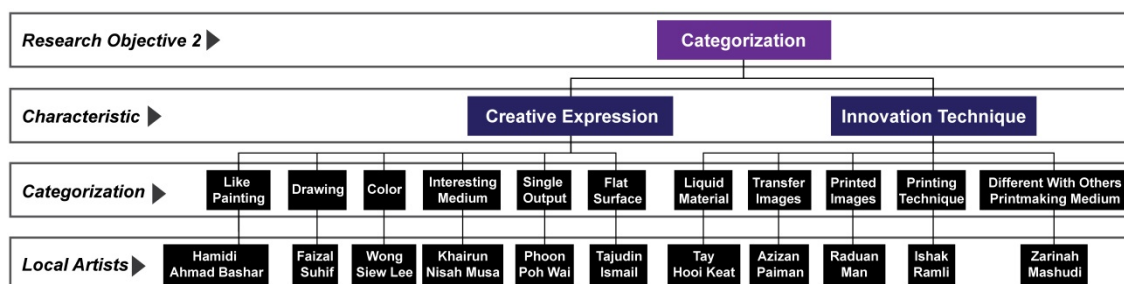 Research Objective 2
Categorization
Characteristic
Creative Expression
Innovation Technique
Categorization
Like
Painting
Drawing
Color
Interesting
Medium
Single
Output
Flat
Surface
Liquid
Material
Transfer
Images
Printed
Images
Printing
Technique
Different With Others
Printmaking Medium
Local Artists
Hamidi
Ahmad Bashar
Faizal
Suhif
Wong
Siew Lee
Khairun
Nisah Musa
Phoon
Poh Wai
Tajudin
Ismail
Tay
Hooi Keat
Azizan
Paiman
Raduan
Man
Ishak
Ramli
Zarinah
Mashudi